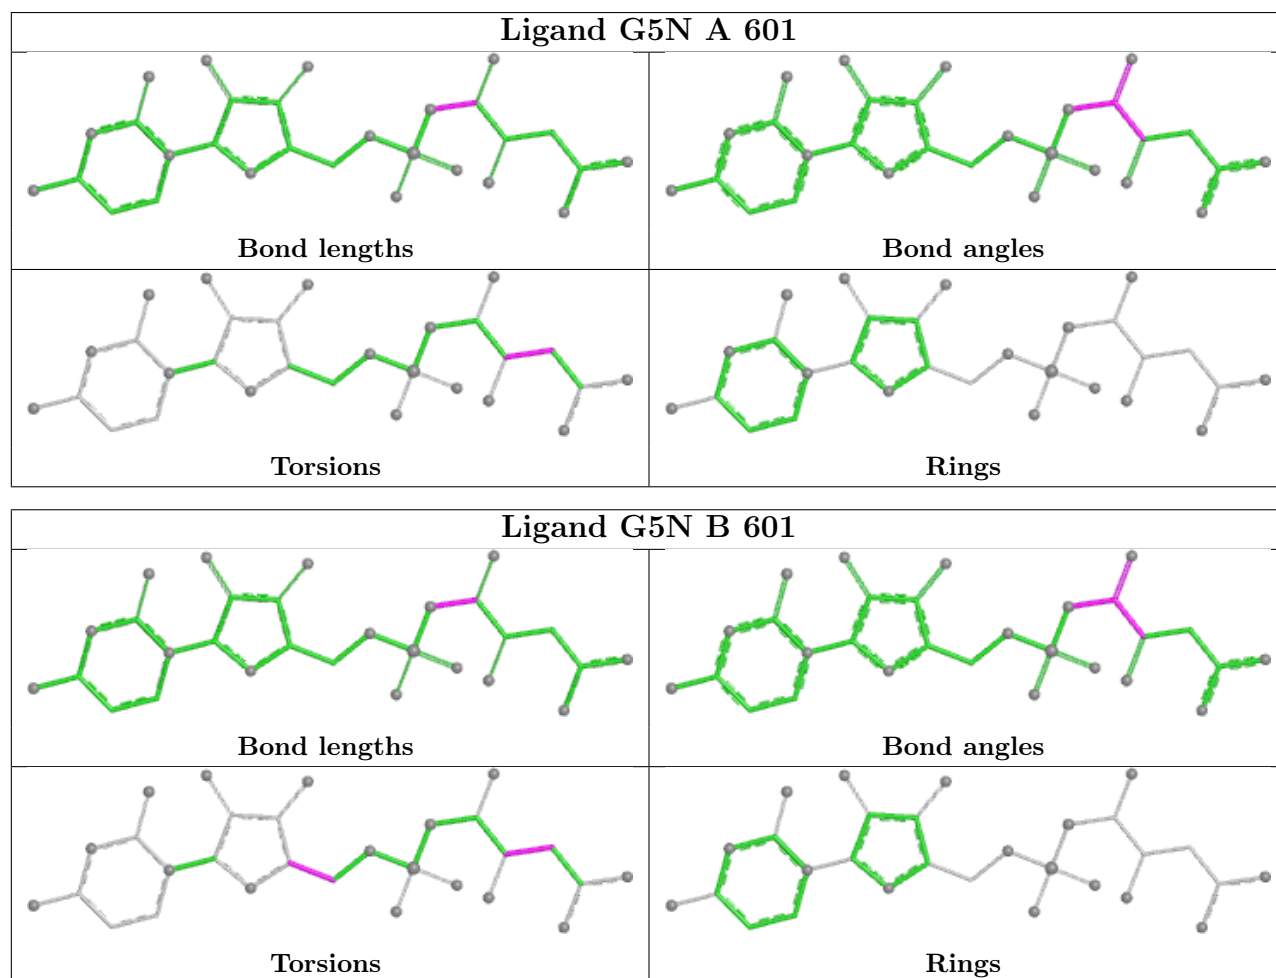 Ligand G5N A 601
Bond lengths
Bond angles
Torsions
Rings
Ligand G5N B 601
Bond lengths
Bond angles
Torsions
Rings